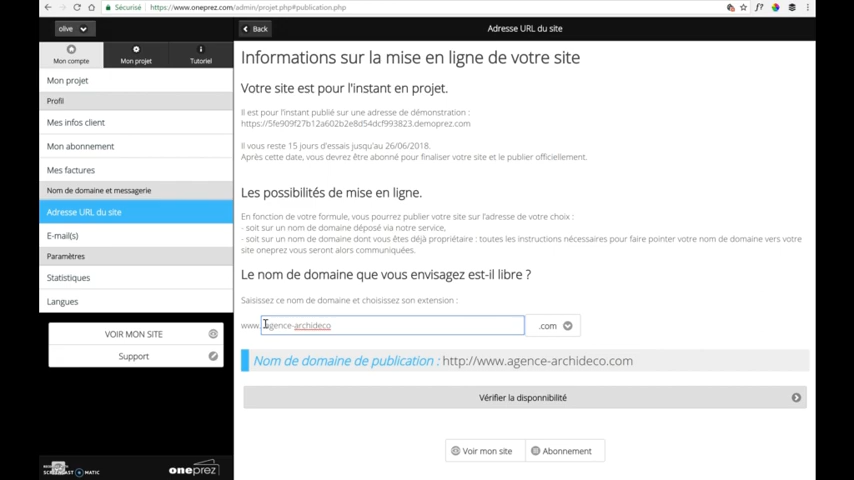 Sécurisé https://www.oneprez.com/admin/projet.php#publication.php
olive
Back
Adresse URL du site
Mon compte
Mon projet
Tutoriel
Mon projet
Profil
Mes infos client
Mon abonnement
Mes factures
Nom de domaine et messagerie
Adresse URL du site
E-mail(s)
Paramètres
Statistiques
Langues
VOIR MON SITE
Support
oneprez
Informations sur la mise en ligne de votre site
Votre site est pour l'instant en projet.
Il est pour l'instant publié sur une adresse de démonstration :
https://5fe909f27b12a602b2e8d54dcf993823.demoprez.com
Il vous reste 15 jours d'essais jusqu'au 26/06/2018.
Après cette date, vous devrez être abonné pour finaliser votre site et le publier officiellement.
Les possibilités de mise en ligne.
En fonction de votre formule, vous pourrez publier votre site sur l'adresse de votre choix :
- soit sur un nom de domaine déposé via notre service,
- soit sur un nom de domaine dont vous êtes déjà propriétaire : toutes les instructions nécessaires pour faire pointer votre nom de domaine vers votre
site oneprez vous seront alors communiquées.
Le nom de domaine que vous envisagez est-il libre ?
Saisissez ce nom de domaine et choisissez son extension :
www. agence-archideco .com
Nom de domaine de publication : http://www.agence-archideco.com
Vérifier la disponibilité
Voir mon site
Abonnement